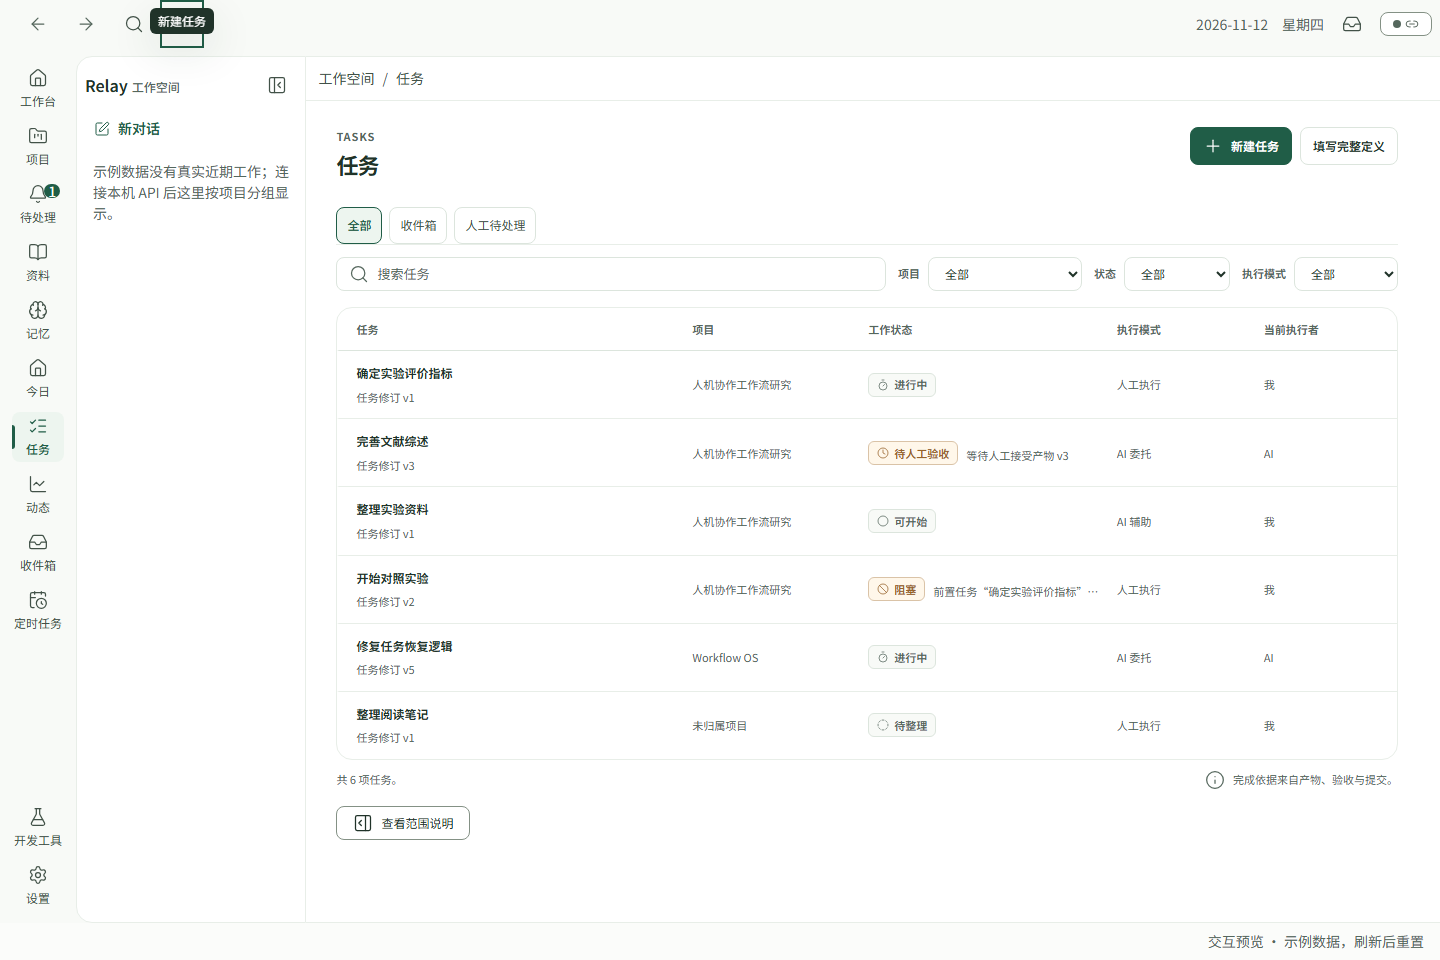 新建任务
2026-11-12 星期四
工作台
项目
1
待处理
资料
记忆
今日
任务
动态
收件箱
定时任务
开发工具
设置
Relay 工作空间
新对话
示例数据没有真实近期工作；连
接本机 API 后这里按项目分组显
示。
工作空间 / 任务
TASKS
任务
新建任务 填写完整定义
全部 收件箱 人工待处理
搜索任务 项目 全部 状态 全部 执行模式 全部
任务 项目 工作状态 执行模式 当前执行者
确定实验评价指标
任务修订 v1
人机协作工作流研究 进行中 人工执行 我
完善文献综述
任务修订 v3
人机协作工作流研究 待人工验收 等待人工接受产物 v3 AI 委托 AI
整理实验资料
任务修订 v1
人机协作工作流研究 可开始 AI 辅助 我
开始对照实验
任务修订 v2
人机协作工作流研究 阻塞 前置任务“确定实验评价指标”… 人工执行 我
修复任务恢复逻辑
任务修订 v5
Workflow OS 进行中 AI 委托 AI
整理阅读笔记
任务修订 v1
未归属项目 待整理 人工执行 我
共 6 项任务。 完成依据来自产物、验收与提交。
查看范围说明
交互预览 · 示例数据，刷新后重置